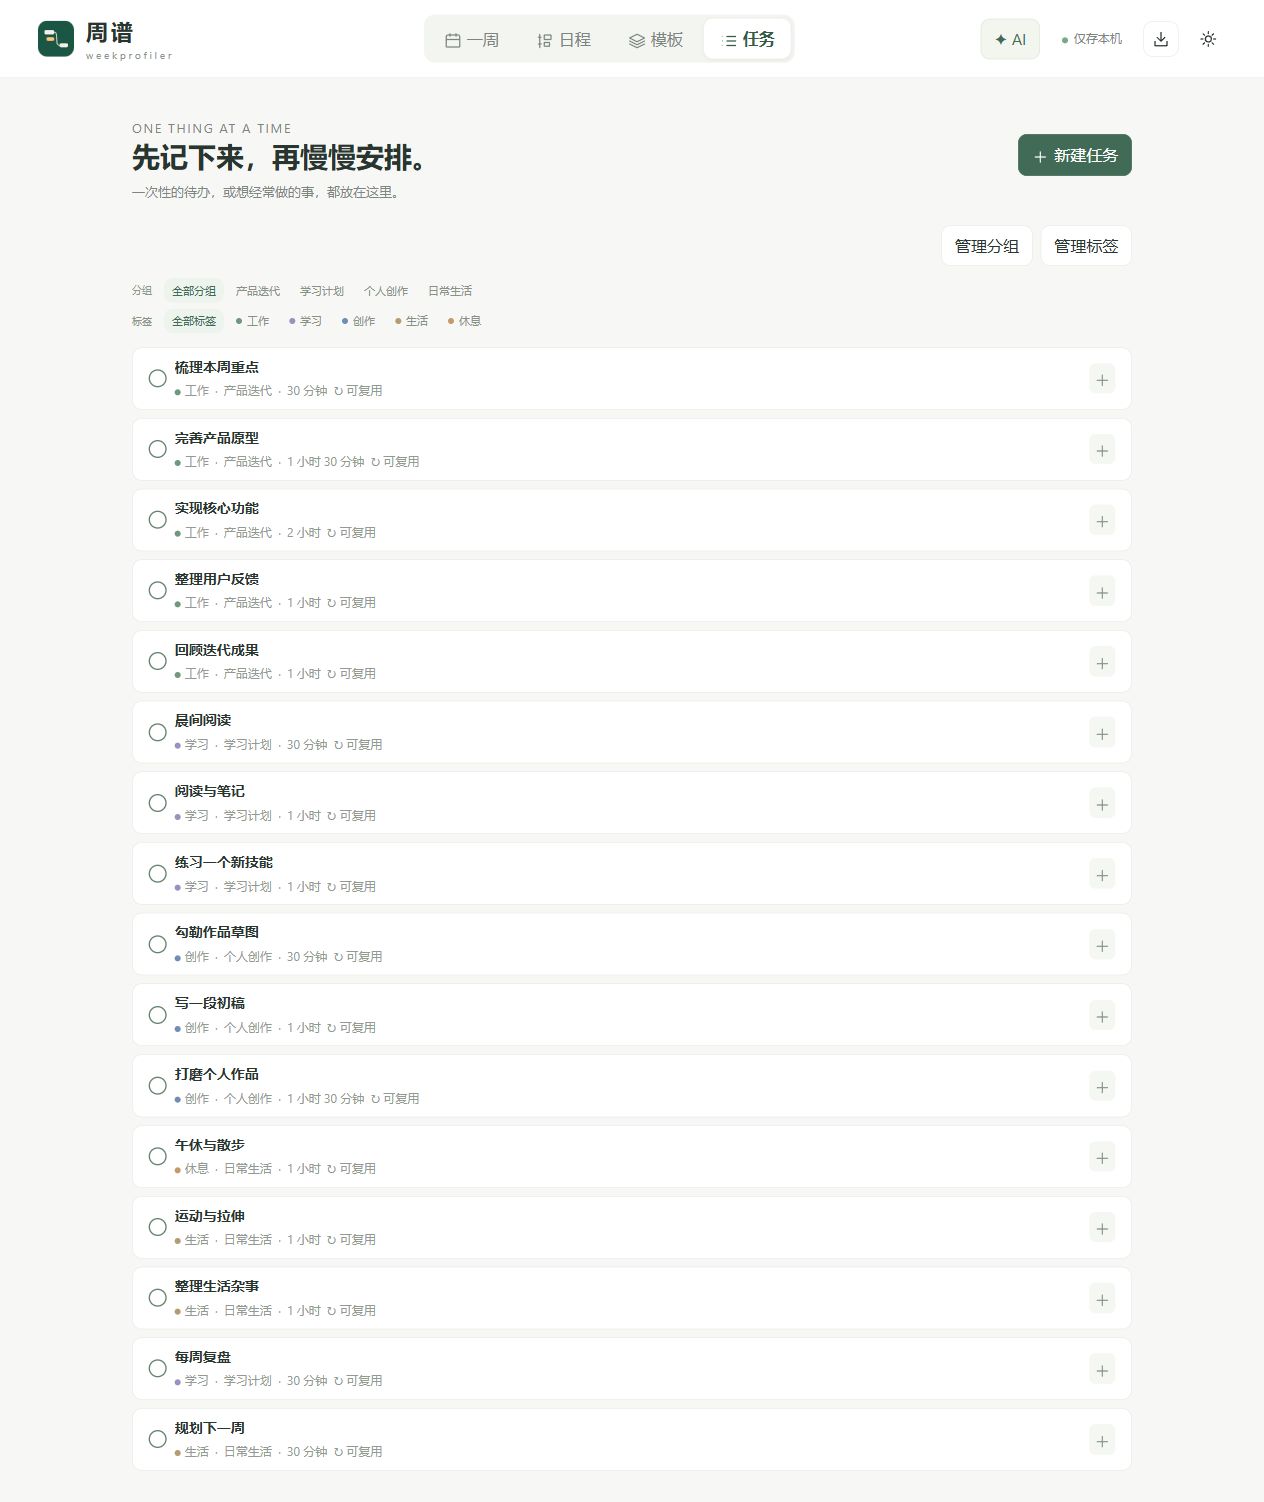 周谱
weekprofiler
一周
日程
模板
任务
✦ AI
仅存本机
ONE THING AT A TIME
先记下来，再慢慢安排。
一次性的待办，或想经常做的事，都放在这里。
＋ 新建任务
管理分组
管理标签
分组 全部分组 产品迭代 学习计划 个人创作 日常生活
标签 全部标签 工作 学习 创作 生活 休息
梳理本周重点
工作 · 产品迭代 · 30 分钟 ↻ 可复用
完善产品原型
工作 · 产品迭代 · 1 小时 30 分钟 ↻ 可复用
实现核心功能
工作 · 产品迭代 · 2 小时 ↻ 可复用
整理用户反馈
工作 · 产品迭代 · 1 小时 ↻ 可复用
回顾迭代成果
工作 · 产品迭代 · 1 小时 ↻ 可复用
晨间阅读
学习 · 学习计划 · 30 分钟 ↻ 可复用
阅读与笔记
学习 · 学习计划 · 1 小时 ↻ 可复用
练习一个新技能
学习 · 学习计划 · 1 小时 ↻ 可复用
勾勒作品草图
创作 · 个人创作 · 30 分钟 ↻ 可复用
写一段初稿
创作 · 个人创作 · 1 小时 ↻ 可复用
打磨个人作品
创作 · 个人创作 · 1 小时 30 分钟 ↻ 可复用
午休与散步
休息 · 日常生活 · 1 小时 ↻ 可复用
运动与拉伸
生活 · 日常生活 · 1 小时 ↻ 可复用
整理生活杂事
生活 · 日常生活 · 1 小时 ↻ 可复用
每周复盘
学习 · 学习计划 · 30 分钟 ↻ 可复用
规划下一周
生活 · 日常生活 · 30 分钟 ↻ 可复用